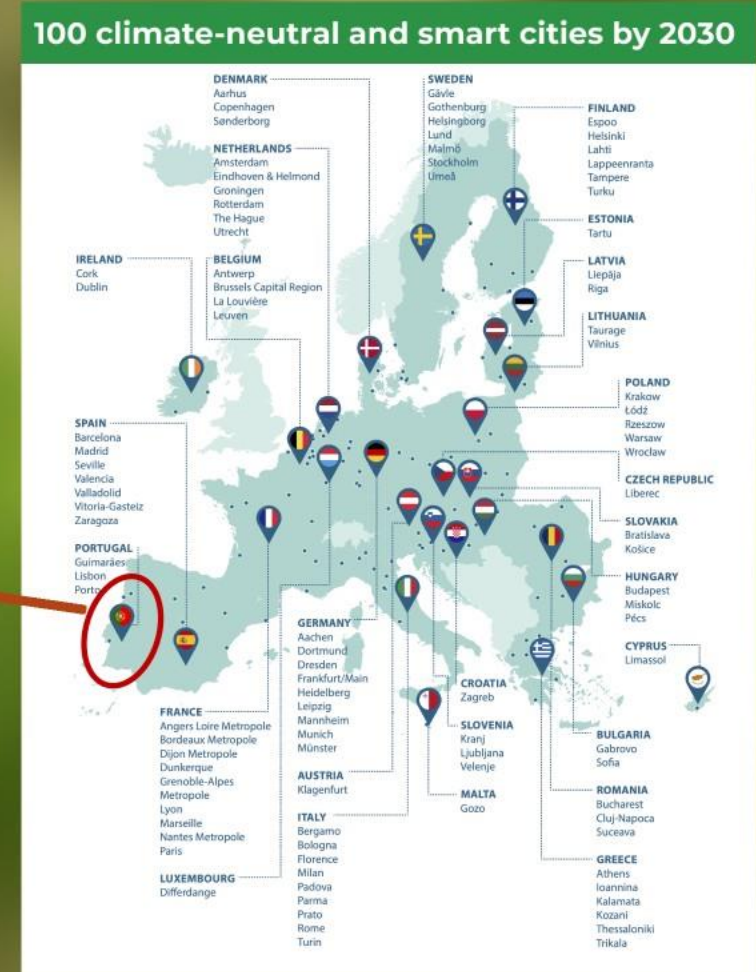 100 climate-neutral and smart cities by 2030
DENMARK
Aarhus
Copenhagen
Sønderborg
SWEDEN
Gävle
Gothenburg
Helsingborg
Lund
Malmö
Stockholm
Umeå
FINLAND
Espoo
Helsinki
Lahti
Lappeenranta
Tampere
Turku
NETHERLANDS
Amsterdam
Eindhoven & Helmond
Groningen
Rotterdam
The Hague
Utrecht
ESTONIA
Tartu
IRELAND
Cork
Dublin
BELGIUM
Antwerp
Brussels Capital Region
La Louvière
Leuven
LATVIA
Liepāja
Riga
LITHUANIA
Taurage
Vilnius
POLAND
Krakow
Łódź
Rzeszow
Warsaw
Wrocław
SPAIN
Barcelona
Madrid
Seville
Valencia
Valladolid
Vitoria-Gasteiz
Zaragoza
CZECH REPUBLIC
Liberec
SLOVAKIA
Bratislava
Košice
PORTUGAL
Guimarães
Lisbon
Porto
HUNGARY
Budapest
Miskolc
Pécs
GERMANY
Aachen
Dortmund
Dresden
Frankfurt/Main
Heidelberg
Leipzig
Mannheim
Munich
Münster
CYPRUS
Limassol
CROATIA
Zagreb
FRANCE
Angers Loire Metropole
Bordeaux Metropole
Dijon Metropole
Dunkerque
Grenoble-Alpes
Metropole
Lyon
Marseille
Nantes Metropole
Paris
SLOVENIA
Kranj
Ljubljana
Velenje
BULGARIA
Gabrovo
Sofia
AUSTRIA
Klagenfurt
MALTA
Gozo
ROMANIA
Bucharest
Cluj-Napoca
Suceava
ITALY
Bergamo
Bologna
Florence
Milan
Padova
Parma
Prato
Rome
Turin
GREECE
Athens
Ioannina
Kalamata
Kozani
Thessaloniki
Trikala
LUXEMBOURG
Differdange